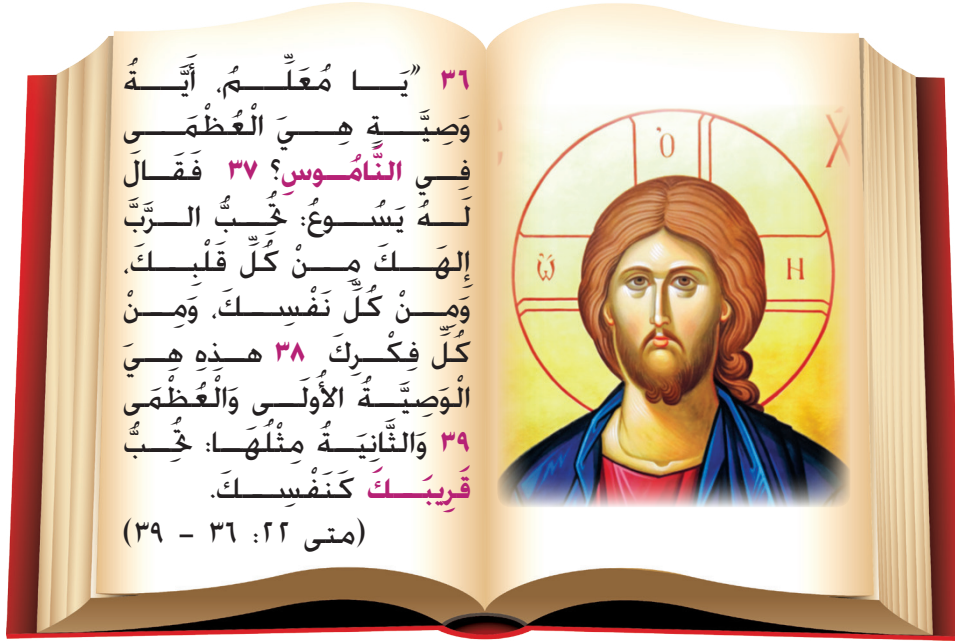 ٣٦ "يَا مُعَلِّمُ، أَيَّةُ
وَصِيَّةٍ هِيَ الْعُظْمَى
فِي النَّامُوسِ؟ ٣٧ فَقَالَ
لَهُ يَسُوعُ: تُحِبُّ الرَّبَّ
إِلهَكَ مِنْ كُلِّ قَلْبِكَ،
وَمِنْ كُلِّ نَفْسِكَ، وَمِنْ
كُلِّ فِكْرِكَ ٣٨ هذِهِ هِيَ
الْوَصِيَّةُ الأُولَى وَالْعُظْمَى
٣٩ وَالثَّانِيَةُ مِثْلُهَا: تُحِبُّ
قَرِيبَكَ كَنَفْسِكَ.
(متى ٢٢: ٣٦ - ٣٩)
Ὁ
Ὤ Ν